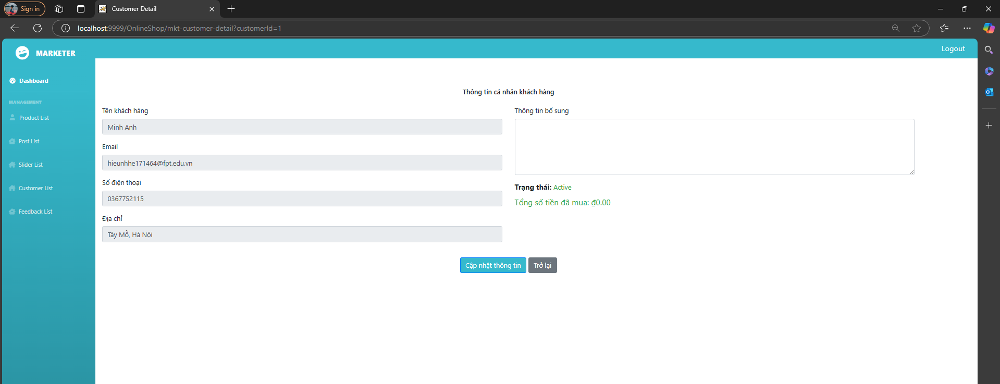 Sign in
Customer Detail
localhost:9999/OnlineShop/mkt-customer-detail?customerId=1
MARKETER
Logout
Dashboard
MANAGEMENT
Product List
Post List
Slider List
Customer List
Feedback List
Thông tin cá nhân khách hàng
Tên khách hàng
Minh Anh
Email
hieunhhe171464@fpt.edu.vn
Số điện thoại
0367752115
Địa chỉ
Tây Mỗ, Hà Nội
Thông tin bổ sung
Trạng thái: Active
Tổng số tiền đã mua: ₫0.00
Cập nhật thông tin
Trở lại